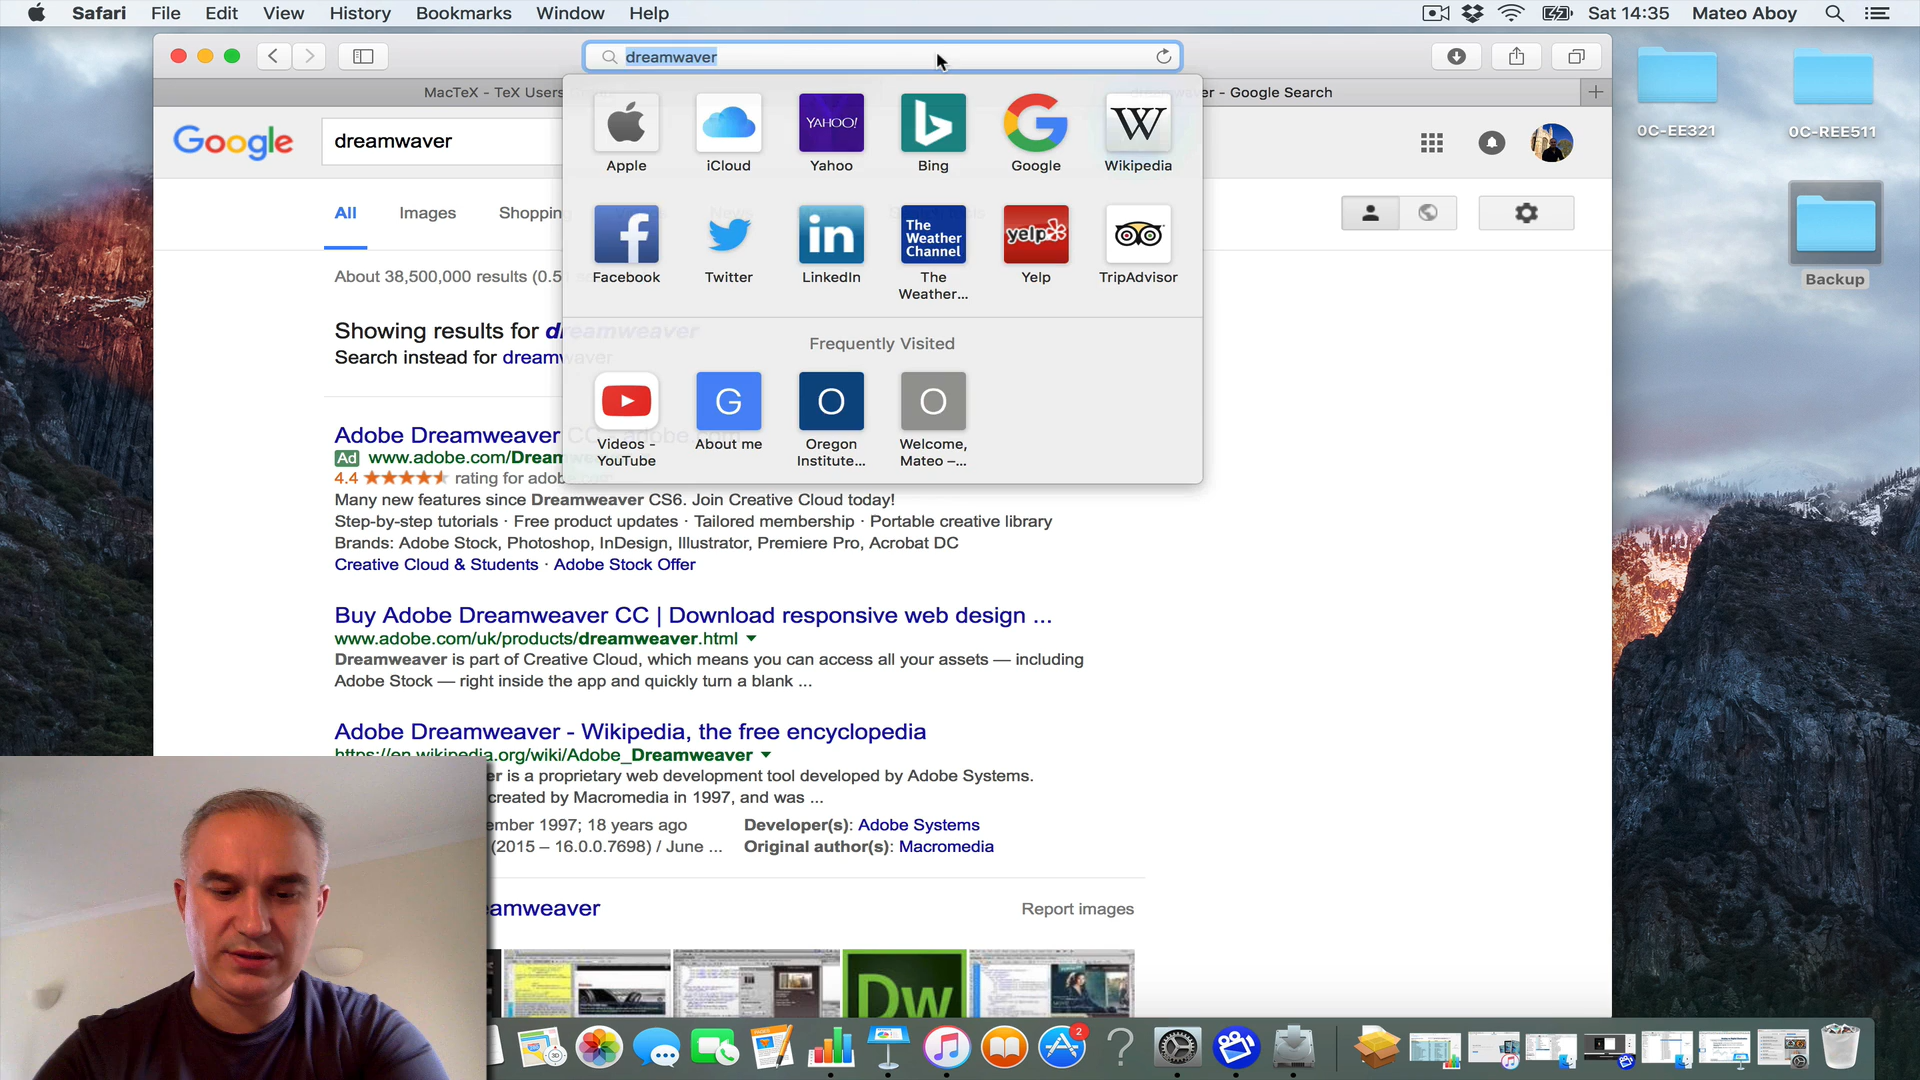 Safari File Edit View History Bookmarks Window Help
Sat 14:35 Mateo Aboy
dreamwaver
MacTeX - TeX Users
- Google Search
Google
dreamwaver
0C-EE321
0C-REE511
Backup
Apple iCloud Yahoo Bing Google Wikipedia
YAHOO!
The Weather Channel
yelp
Facebook Twitter LinkedIn The Weather... Yelp TripAdvisor
Frequently Visited
G O O
Videos - YouTube
About me
Oregon Institute...
Welcome, Mateo –...
All Images Shopping
About 38,500,000 results (0.5
Showing results for dreamweaver
Search instead for dreamwaver
Adobe Dreamweaver CC - adobe.com
Ad www.adobe.com/Dream
4.4 rating for adob
Many new features since Dreamweaver CS6. Join Creative Cloud today!
Step-by-step tutorials · Free product updates · Tailored membership · Portable creative library
Brands: Adobe Stock, Photoshop, InDesign, Illustrator, Premiere Pro, Acrobat DC
Creative Cloud & Students · Adobe Stock Offer
Buy Adobe Dreamweaver CC | Download responsive web design ...
www.adobe.com/uk/products/dreamweaver.html
Dreamweaver is part of Creative Cloud, which means you can access all your assets — including
Adobe Stock — right inside the app and quickly turn a blank ...
Adobe Dreamweaver - Wikipedia, the free encyclopedia
https://en.wikipedia.org/wiki/Adobe_Dreamweaver
er is a proprietary web development tool developed by Adobe Systems.
created by Macromedia in 1997, and was ...
ember 1997; 18 years ago Developer(s): Adobe Systems
(2015 – 16.0.0.7698) / June ... Original author(s): Macromedia
eamweaver Report images
Dw
2